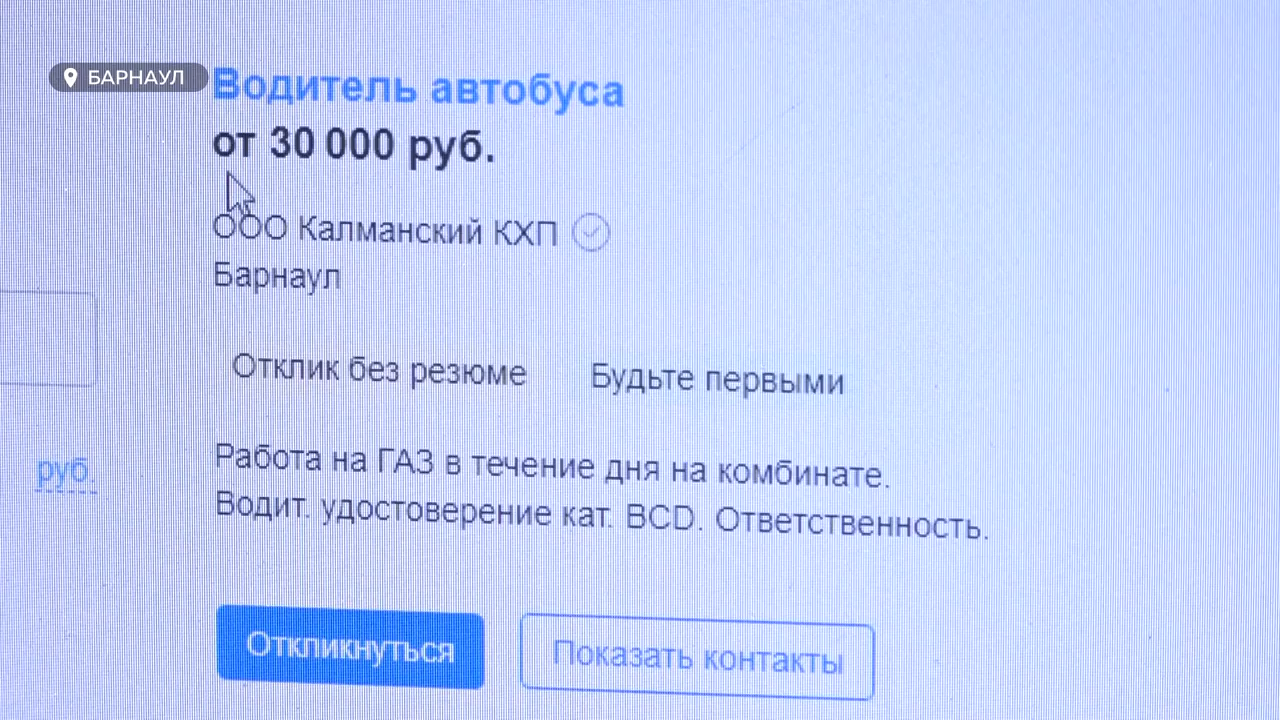 БАРНАУЛ
Водитель автобуса
от 30 000 руб.
ООО Калманский КХП
Барнаул
Отклик без резюме Будьте первыми
руб.
Работа на ГАЗ в течение дня на комбинате.
Водит. удостоверение кат. BCD. Ответственность.
Откликнуться Показать контакты